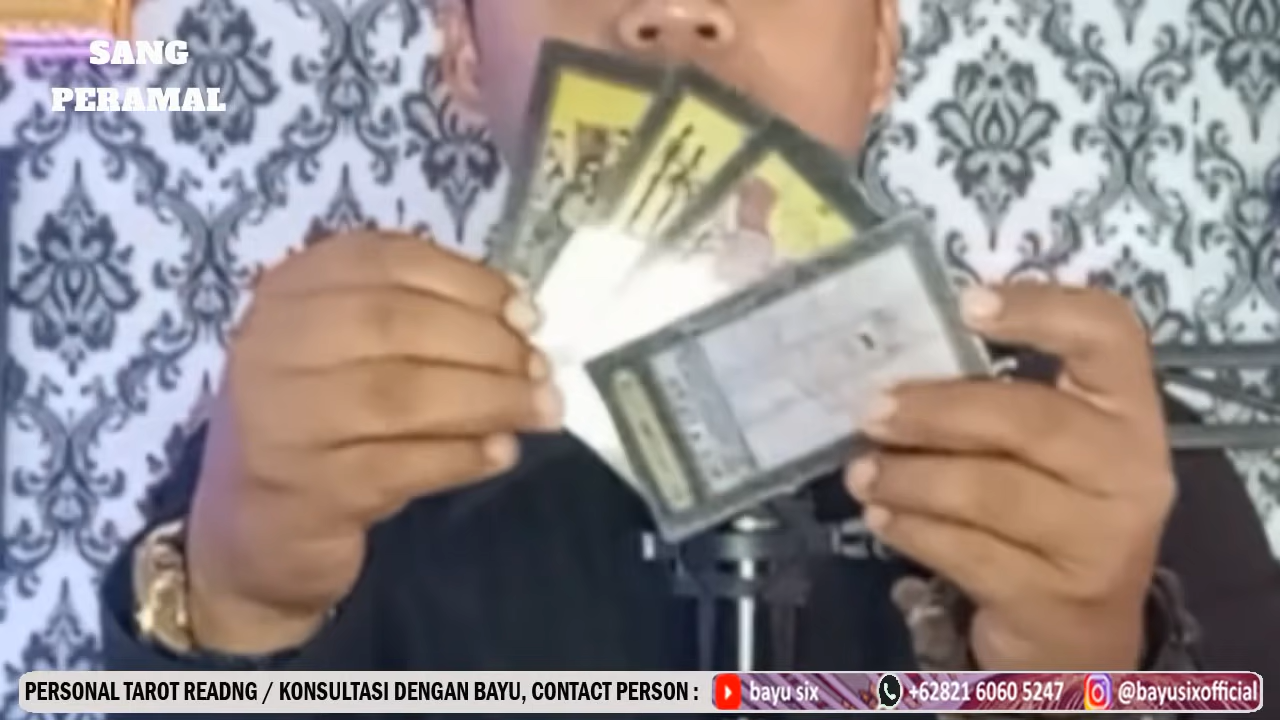 SANG
PERAMAL
PERSONAL TAROT READNG / KONSULTASI DENGAN BAYU, CONTACT PERSON : bayu six +62821 6060 5247 @bayusixofficial